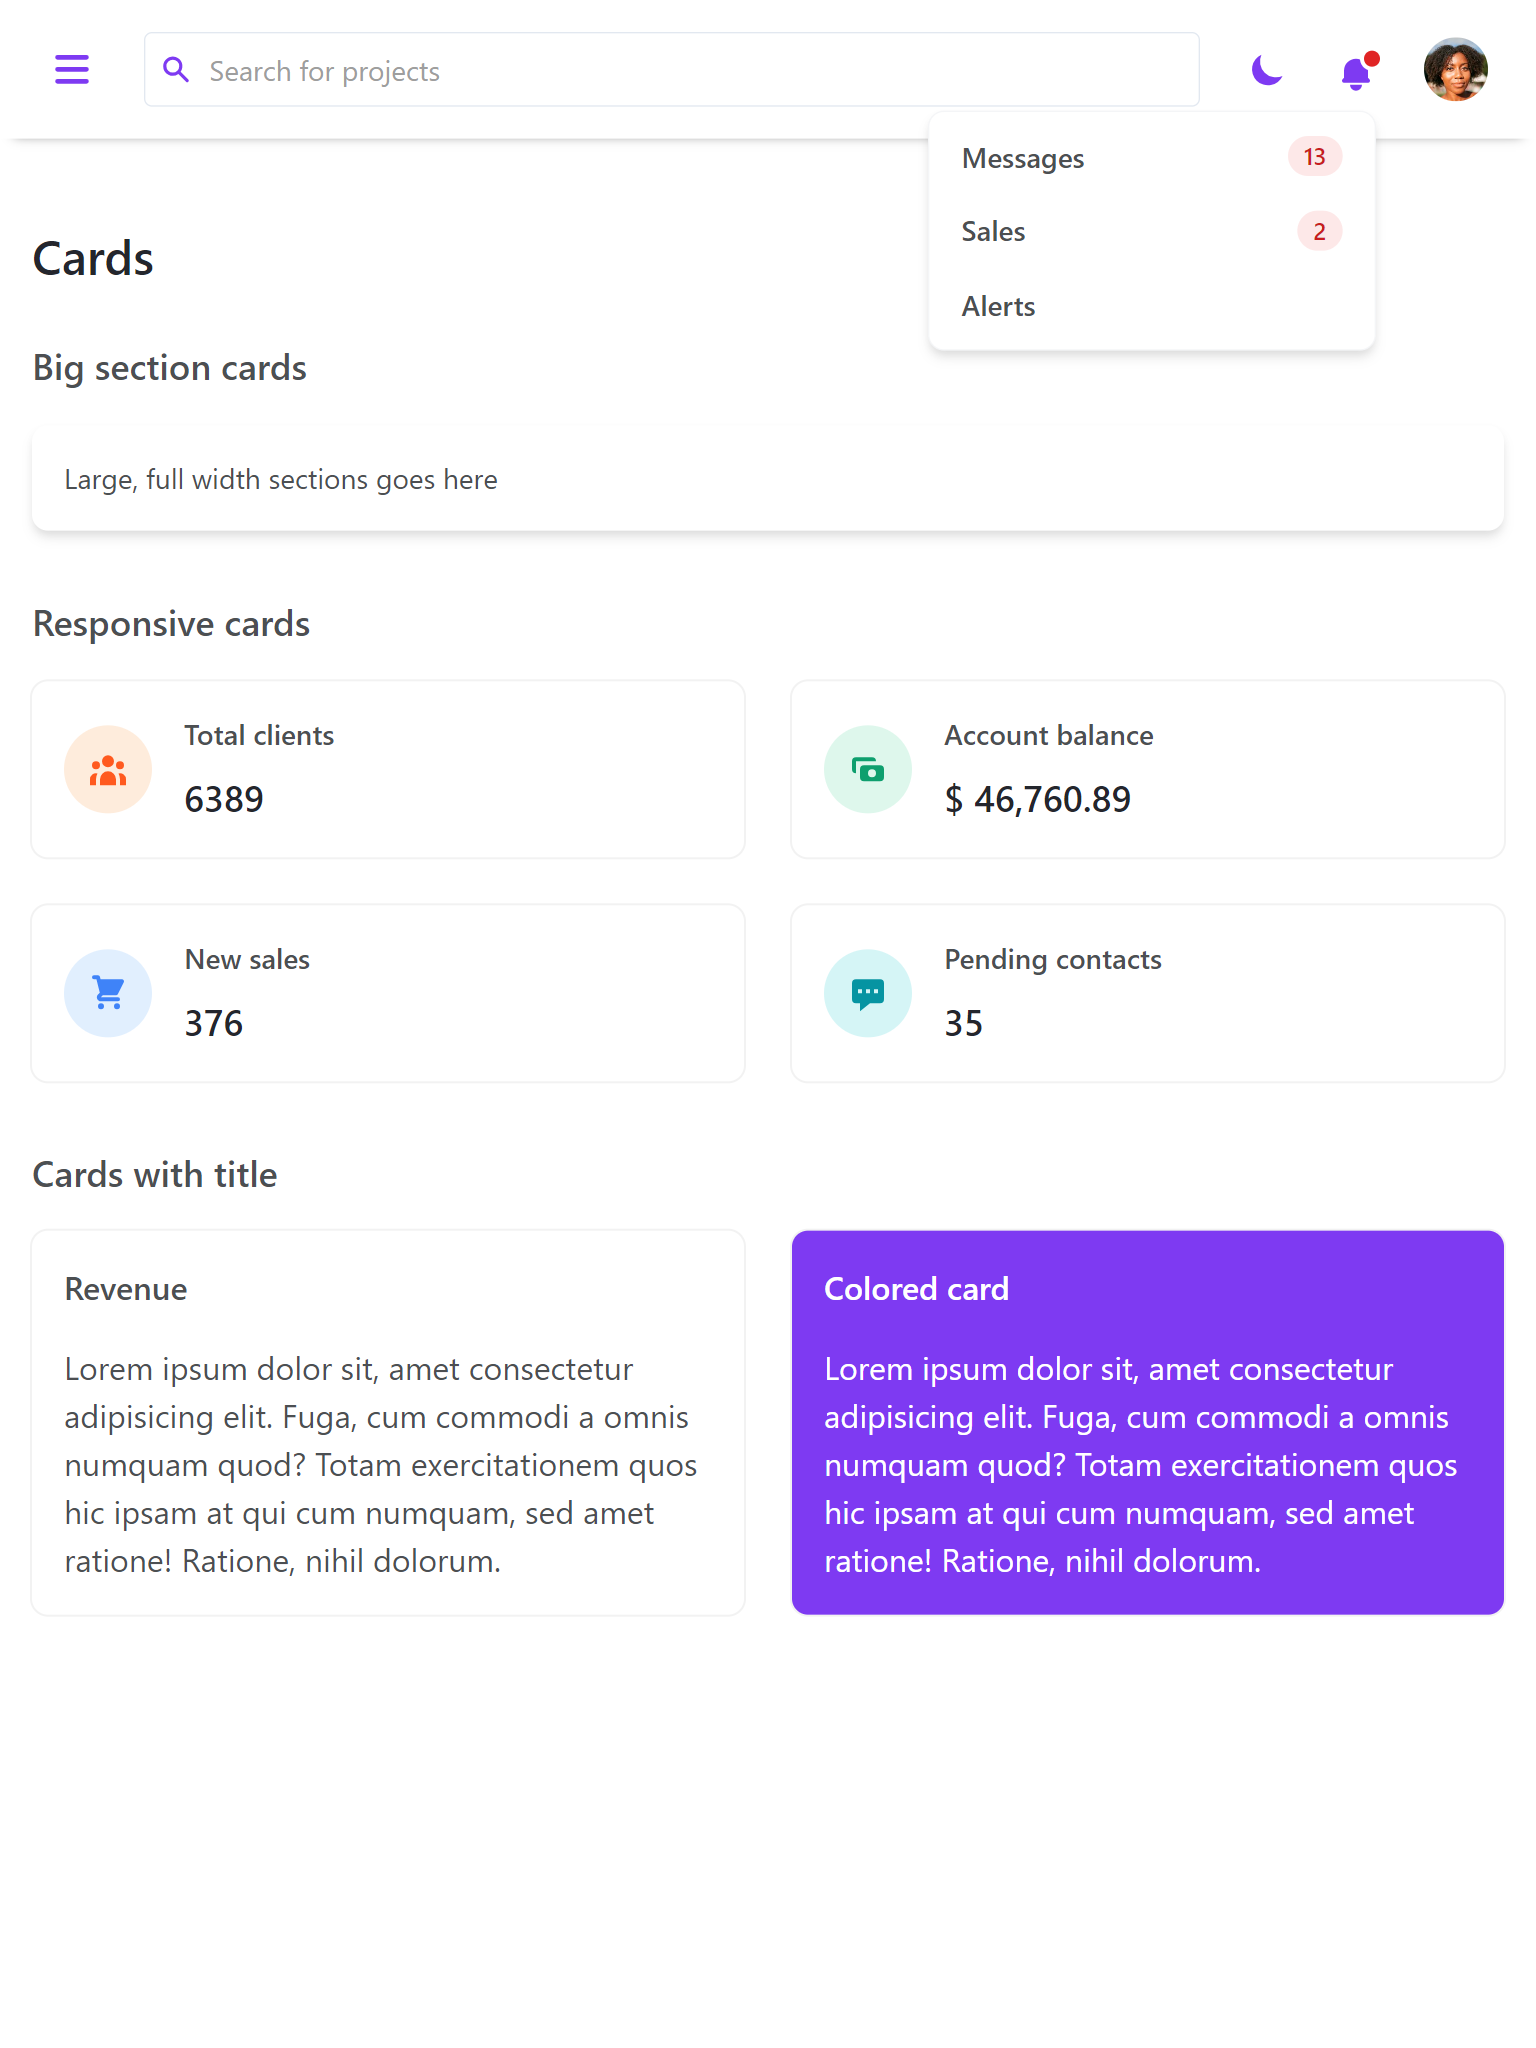 Search for projects
Messages 13
Sales 2
Alerts
Cards
Big section cards
Large, full width sections goes here
Responsive cards
Total clients
6389
Account balance
$ 46,760.89
New sales
376
Pending contacts
35
Cards with title
Revenue
Lorem ipsum dolor sit, amet consectetur
adipisicing elit. Fuga, cum commodi a omnis
numquam quod? Totam exercitationem quos
hic ipsam at qui cum numquam, sed amet
ratione! Ratione, nihil dolorum.
Colored card
Lorem ipsum dolor sit, amet consectetur
adipisicing elit. Fuga, cum commodi a omnis
numquam quod? Totam exercitationem quos
hic ipsam at qui cum numquam, sed amet
ratione! Ratione, nihil dolorum.